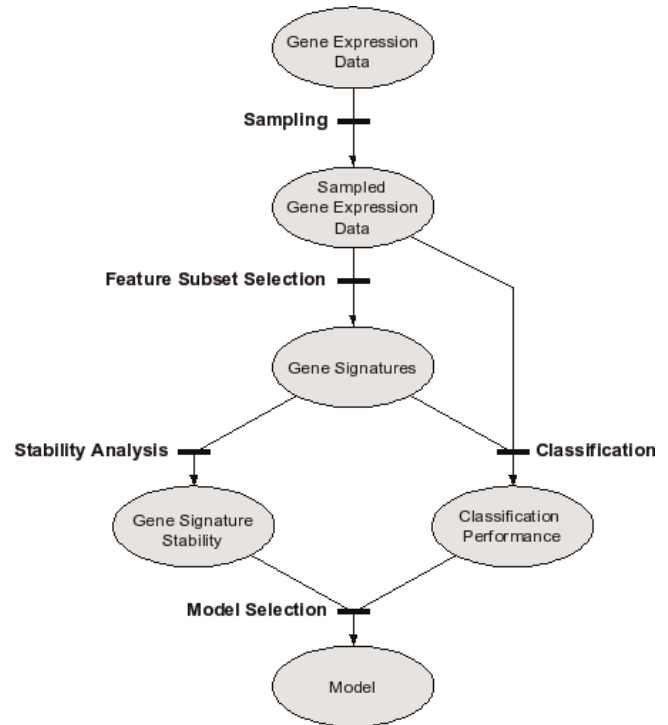 Gene Expression
Data
Sampling
Sampled
Gene Expression
Data
Feature Subset Selection
Gene Signatures
Stability Analysis
Classification
Gene Signature
Stability
Classification
Performance
Model Selection
Model